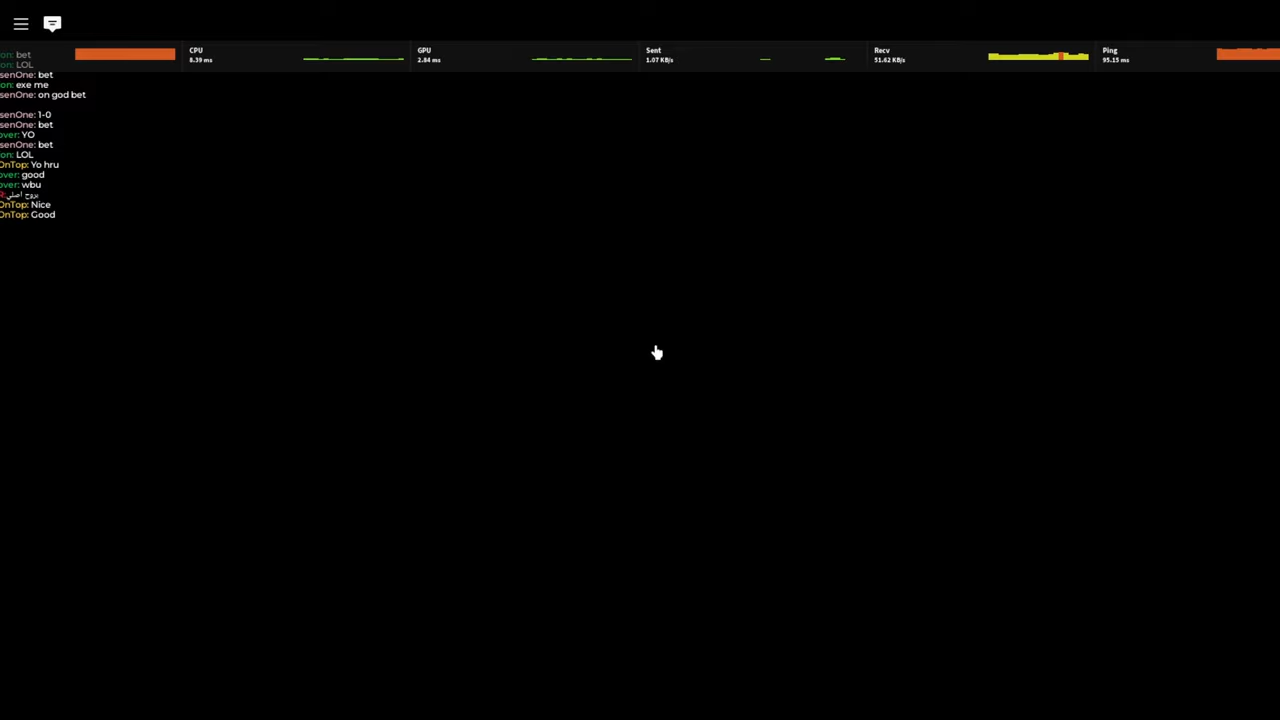 CPU
8.39 ms
GPU
2.84 ms
Sent
1.07 KB/s
Recv
51.62 KB/s
Ping
95.15 ms
on: bet
on: LOL
senOne: bet
on: exe me
senOne: on god bet
senOne: 1-0
senOne: bet
over: YO
senOne: bet
on: LOL
OnTop: Yo hru
over: good
over: wbu
بروح اصلي
OnTop: Nice
OnTop: Good